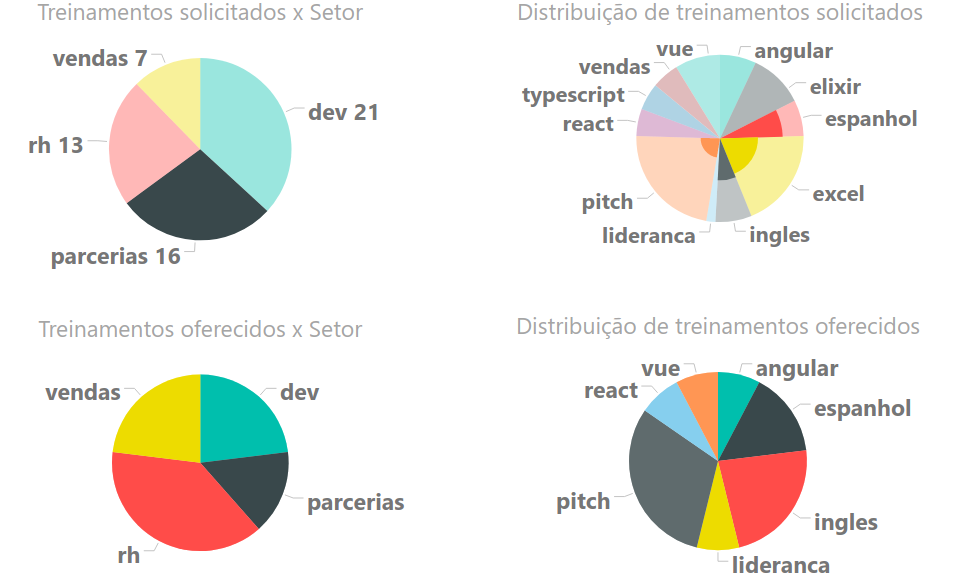 Treinamentos solicitados x Setor
vendas 7
dev 21
rh 13
parcerias 16
Distribuição de treinamentos solicitados
vue
angular
vendas
elixir
typescript
espanhol
react
excel
pitch
lideranca
ingles
Treinamentos oferecidos x Setor
vendas
dev
parcerias
rh
Distribuição de treinamentos oferecidos
vue
angular
react
espanhol
pitch
ingles
lideranca